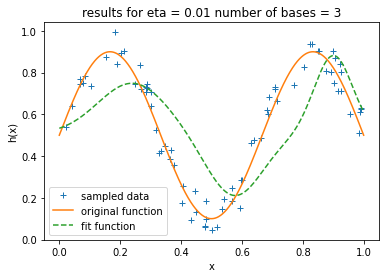 results for eta = 0.01 number of bases = 3
h(x)
1.0
0.8
0.6
0.4
0.2
0.0
sampled data
original function
fit function
0.0 0.2 0.4 0.6 0.8 1.0
x